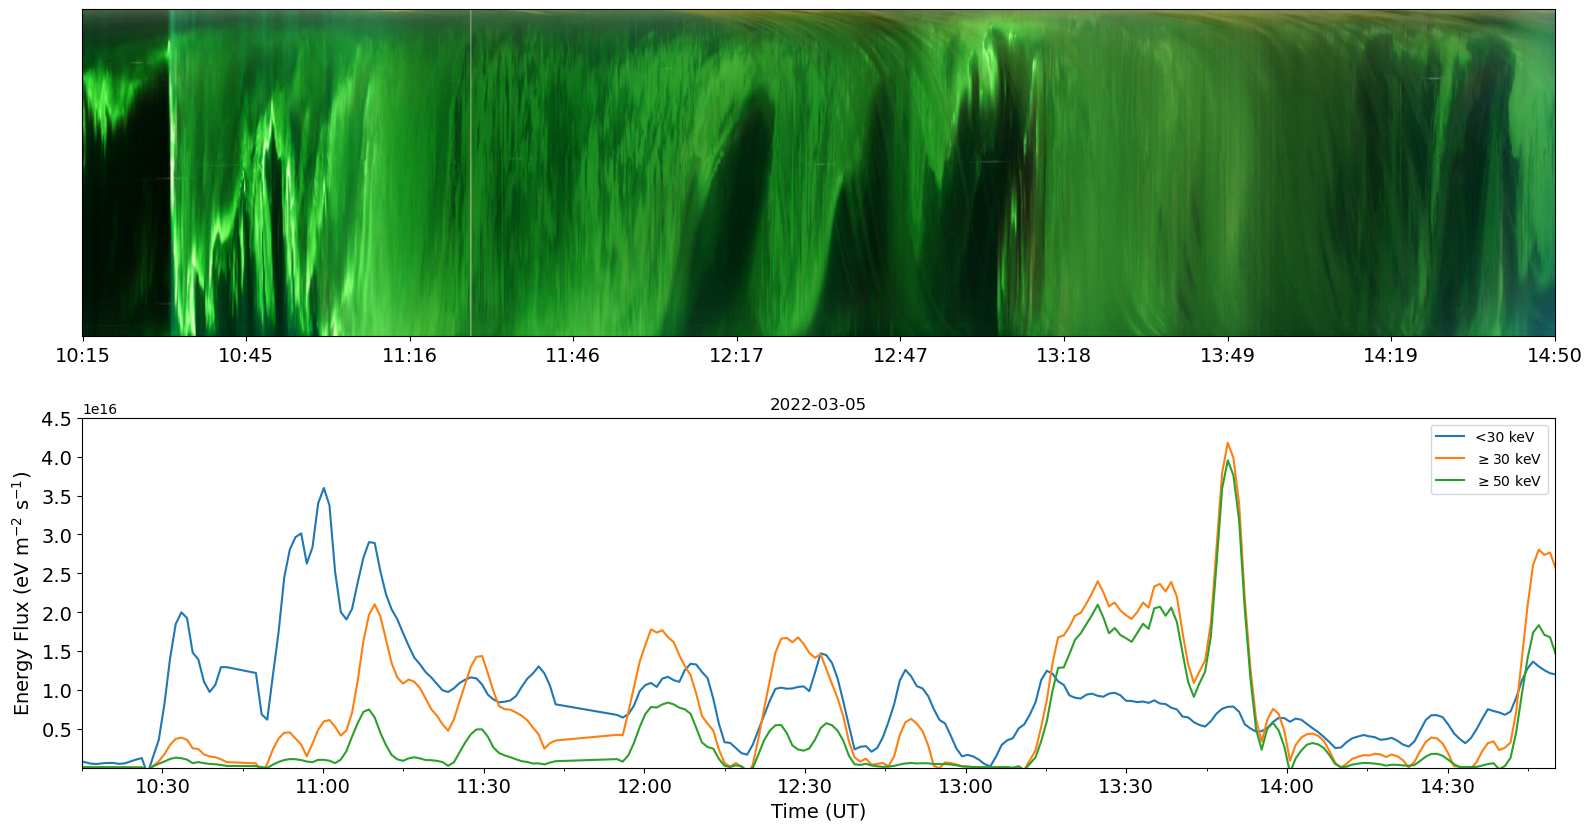 10:15 10:45 11:16 11:46 12:17 12:47 13:18 13:49 14:19 14:50
2022-03-05
1e16
4.5
4.0
3.5
3.0
2.5
2.0
1.5
1.0
0.5
Energy Flux (eV m⁻² s⁻¹)
<30 keV
≥30 keV
≥50 keV
10:30 11:00 11:30 12:00 12:30 13:00 13:30 14:00 14:30
Time (UT)